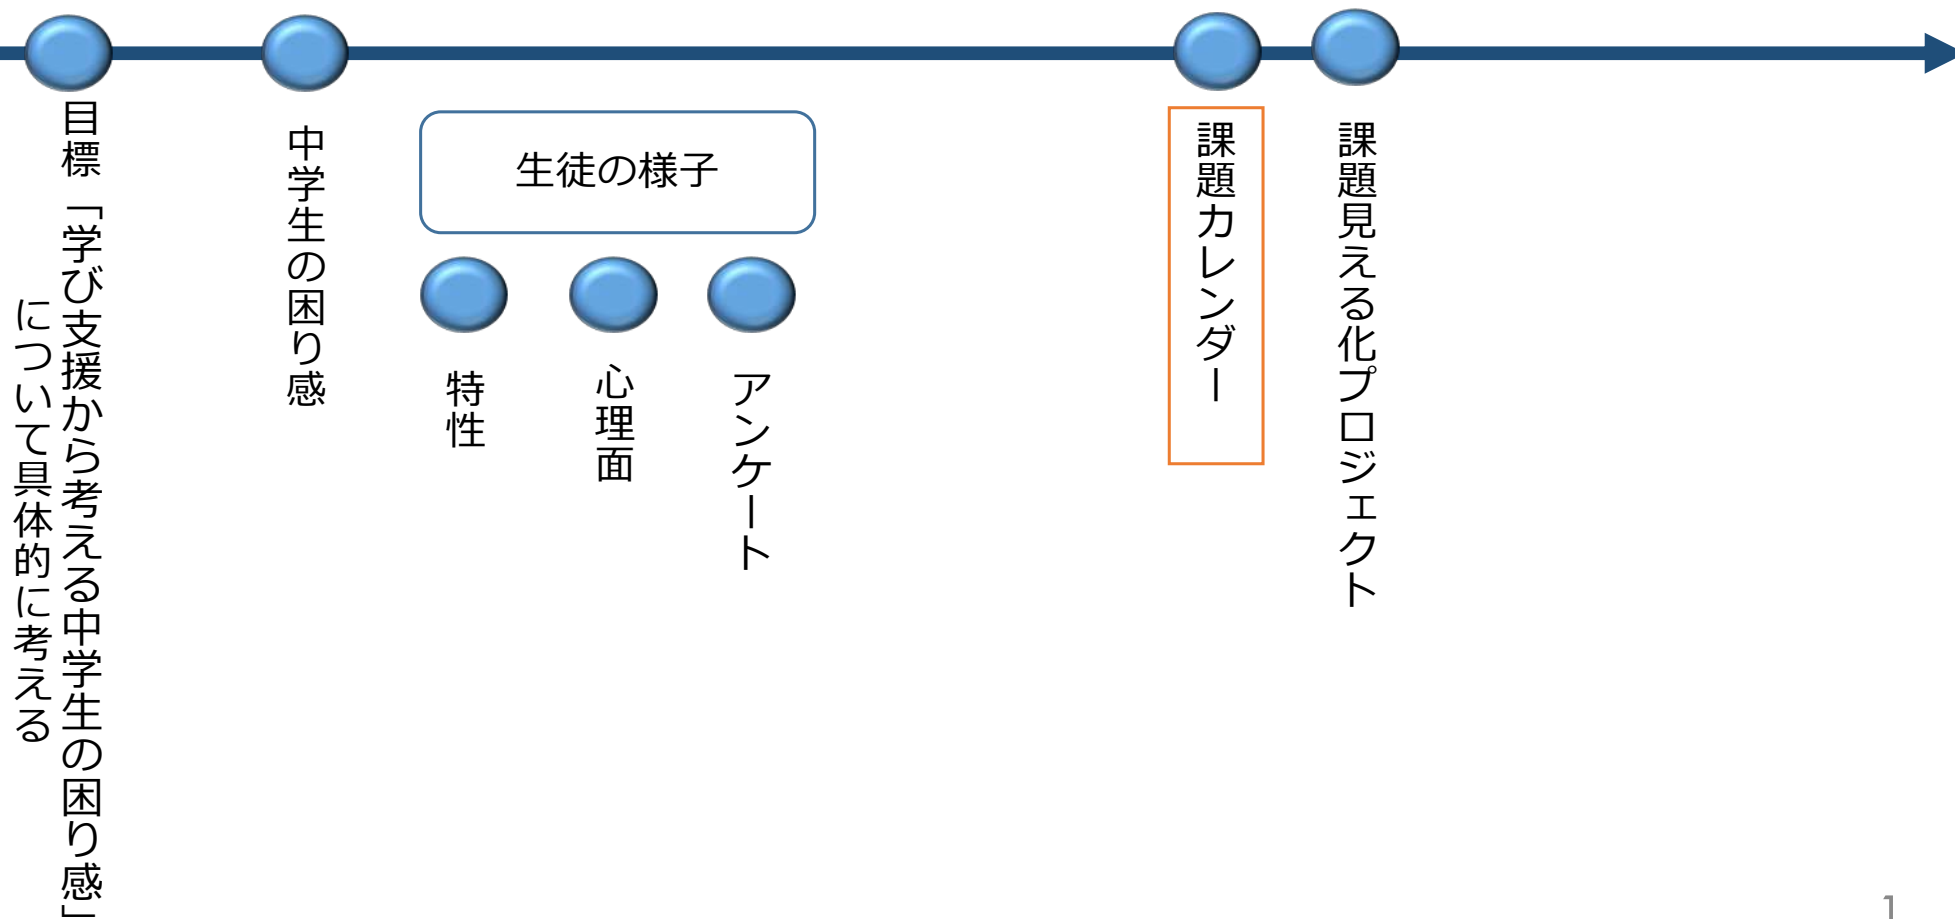 目標「学び支援から考える中学生の困り感」
について具体的に考える
中学生の困り感
生徒の様子
特性
心理面
アンケート
課題カレンダー
課題見える化プロジェクト
1